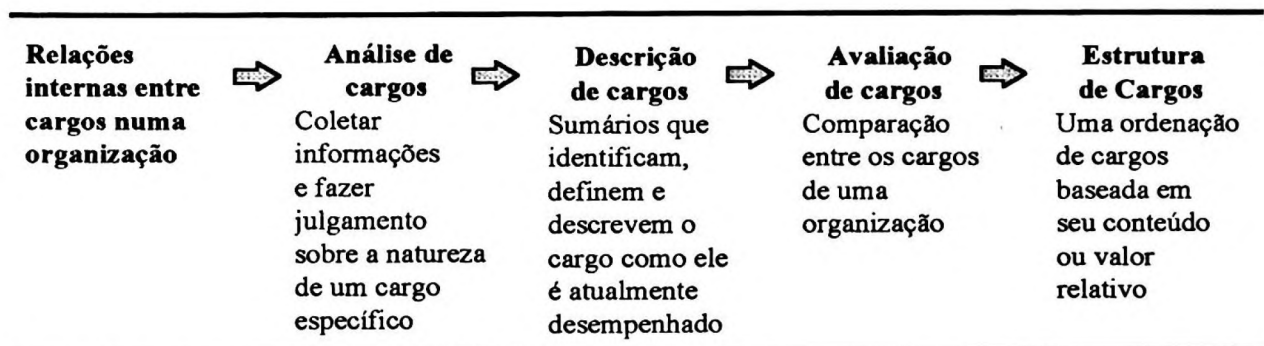 Relações
internas entre
cargos numa
organização
Análise de
cargos
Coletar
informações
e fazer
julgamento
sobre a natureza
de um cargo
específico
Descrição
de cargos
Sumários que
identificam,
definem e
descrevem o
cargo como ele
é atualmente
desempenhado
Avaliação
de cargos
Comparação
entre os cargos
de uma
organização
Estrutura
de Cargos
Uma ordenação
de cargos
baseada em
seu conteúdo
ou valor
relativo